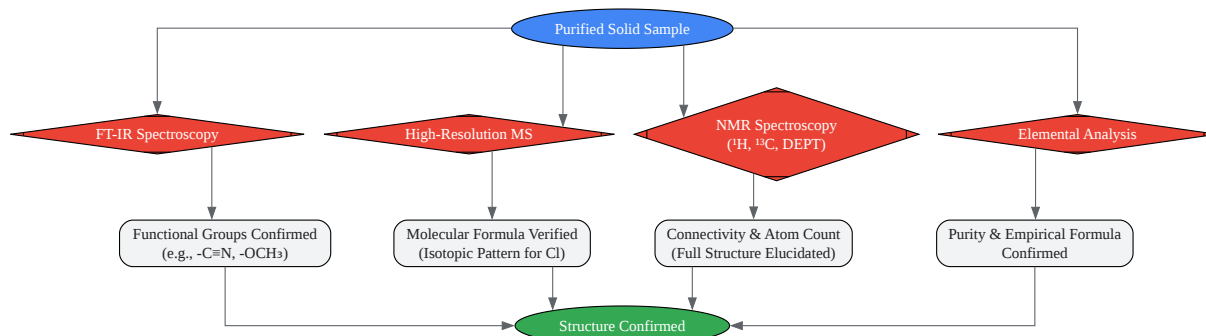 Purified Solid Sample
FT-IR Spectroscopy
High-Resolution MS
NMR Spectroscopy
(¹H, ¹³C, DEPT)
Elemental Analysis
Functional Groups Confirmed
(e.g., -C≡N, -OCH₃)
Molecular Formula Verified
(Isotopic Pattern for Cl)
Connectivity & Atom Count
(Full Structure Elucidated)
Purity & Empirical Formula
Confirmed
Structure Confirmed